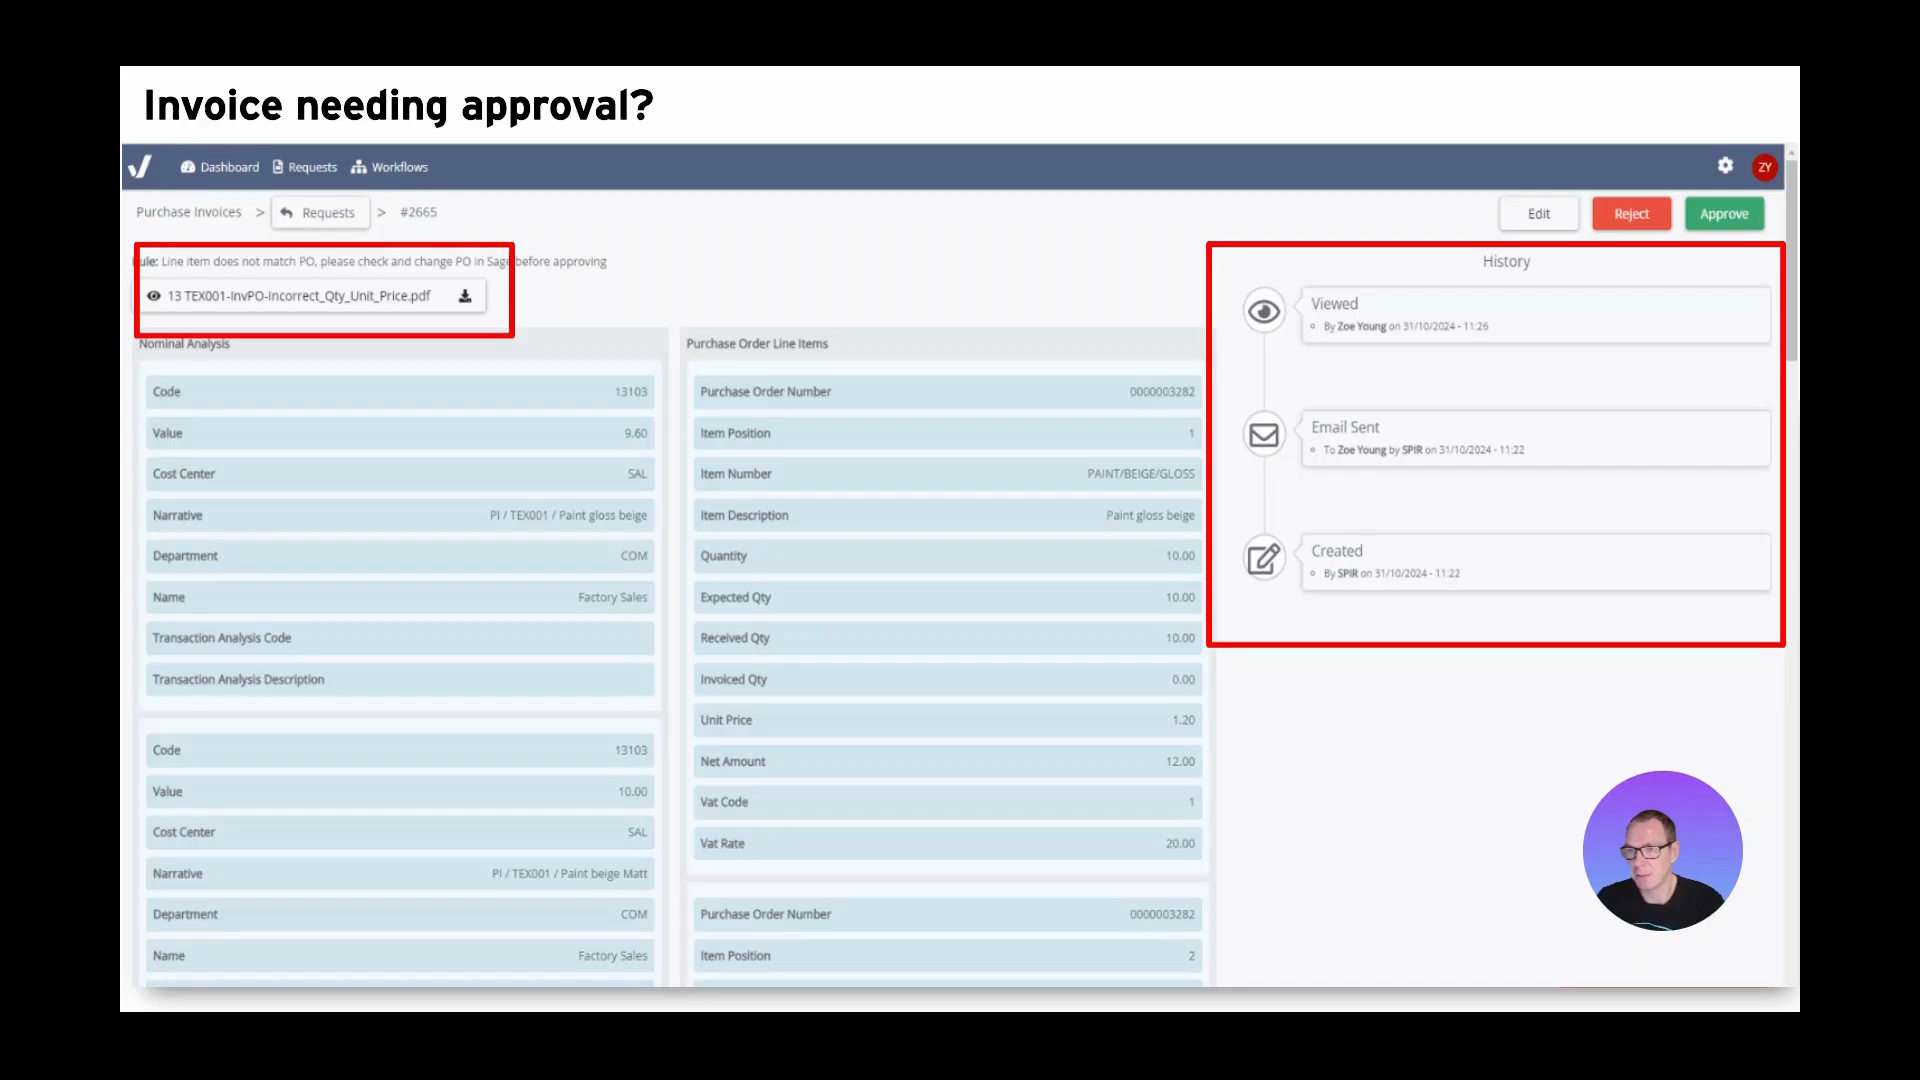 Invoice needing approval?
Dashboard Requests Workflows ZY
Purchase Invoices > Requests > #2665 Edit Reject Approve
ule: Line item does not match PO, please check and change PO in Sage before approving
13 TEX001-InvPO-Incorrect_Qty_Unit_Price.pdf
Nominal Analysis
Code 13103
Value 9.60
Cost Center SAL
Narrative PI / TEX001 / Paint gloss beige
Department COM
Name Factory Sales
Transaction Analysis Code
Transaction Analysis Description
Code 13103
Value 10.00
Cost Center SAL
Narrative PI / TEX001 / Paint beige Matt
Department COM
Name Factory Sales
Purchase Order Line Items
Purchase Order Number 0000003282
Item Position 1
Item Number PAINT/BEIGE/GLOSS
Item Description Paint gloss beige
Quantity 10.00
Expected Qty 10.00
Received Qty 10.00
Invoiced Qty 0.00
Unit Price 1.20
Net Amount 12.00
Vat Code 1
Vat Rate 20.00
Purchase Order Number 0000003282
Item Position 2
History
Viewed
By Zoe Young on 31/10/2024 - 11:26
Email Sent
To Zoe Young by SPIR on 31/10/2024 - 11:22
Created
By SPIR on 31/10/2024 - 11:22